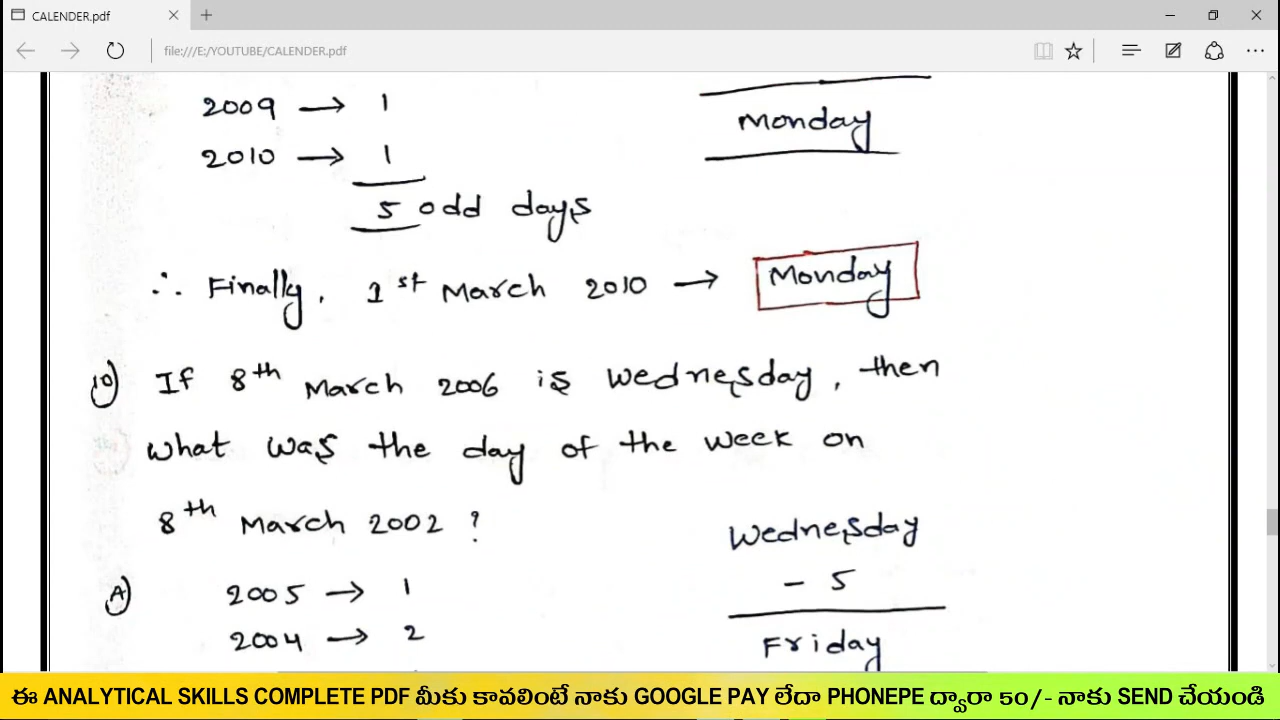 CALENDER.pdf
file:///E:/YOUTUBE/CALENDER.pdf
2009 → 1
Monday
2010 → 1
5 odd days
∴ Finally, 1st March 2010 → Monday
10) If 8th March 2006 is Wednesday, then
what was the day of the week on
8th March 2002 ?
Wednesday
- 5
Friday
A) 2005 → 1
2004 → 2
ఈ ANALYTICAL SKILLS COMPLETE PDF మీకు కావలింటే నాకు GOOGLE PAY లేదా PHONEPE ద్వారా 50/- నాకు SEND చేయండి